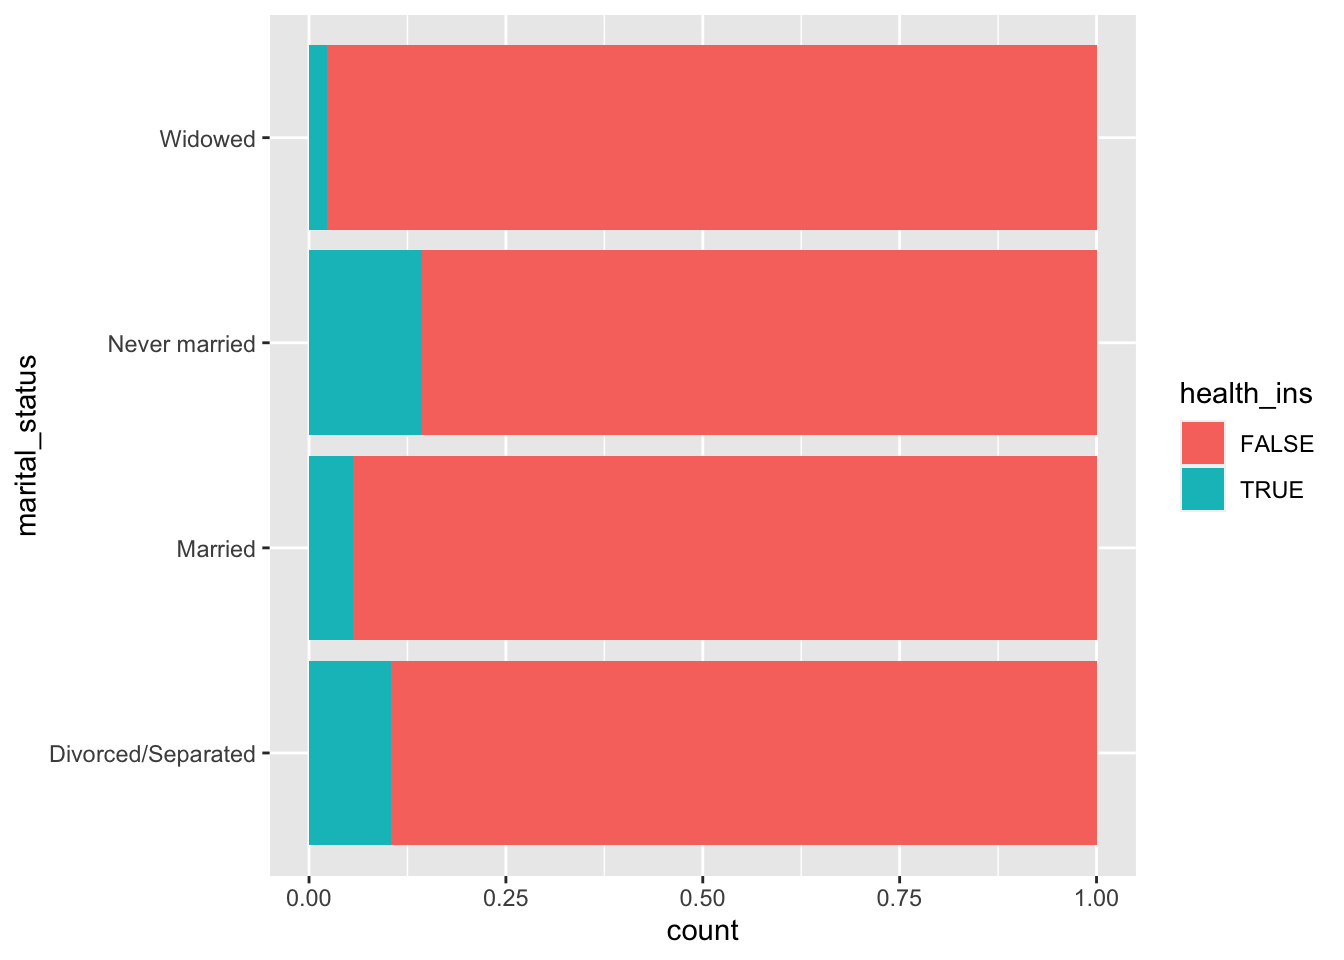 marital_status
Widowed
Never married
Married
Divorced/Separated
0.00 0.25 0.50 0.75 1.00
count
health_ins
FALSE
TRUE